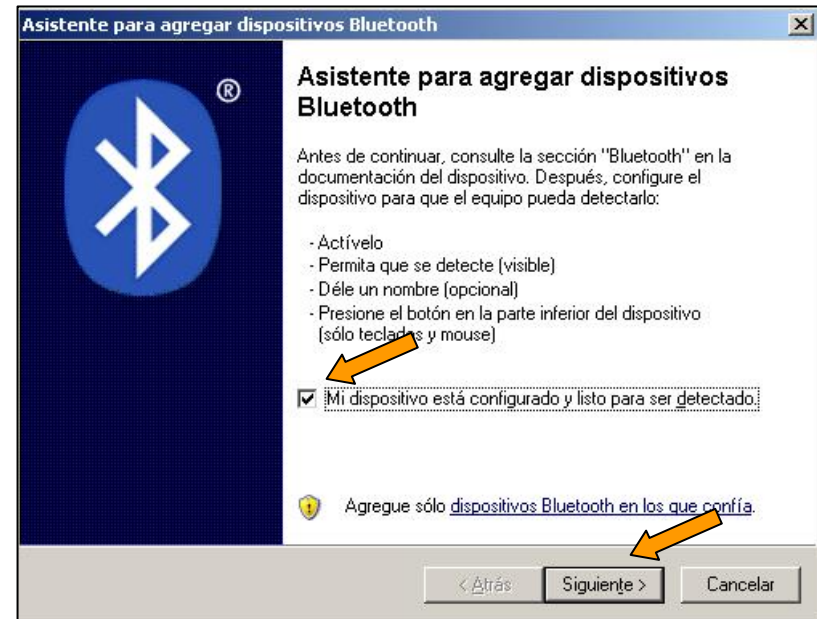 Asistente para agregar dispositivos Bluetooth
®
Asistente para agregar dispositivos
Bluetooth
Antes de continuar, consulte la sección "Bluetooth" en la
documentación del dispositivo. Después, configure el
dispositivo para que el equipo pueda detectarlo:
- Actívelo
- Permita que se detecte (visible)
- Déle un nombre (opcional)
- Presione el botón en la parte inferior del dispositivo
(sólo teclados y mouse)
Mi dispositivo está configurado y listo para ser detectado.
Agregue sólo dispositivos Bluetooth en los que confía.
< Atrás
Siguiente >
Cancelar